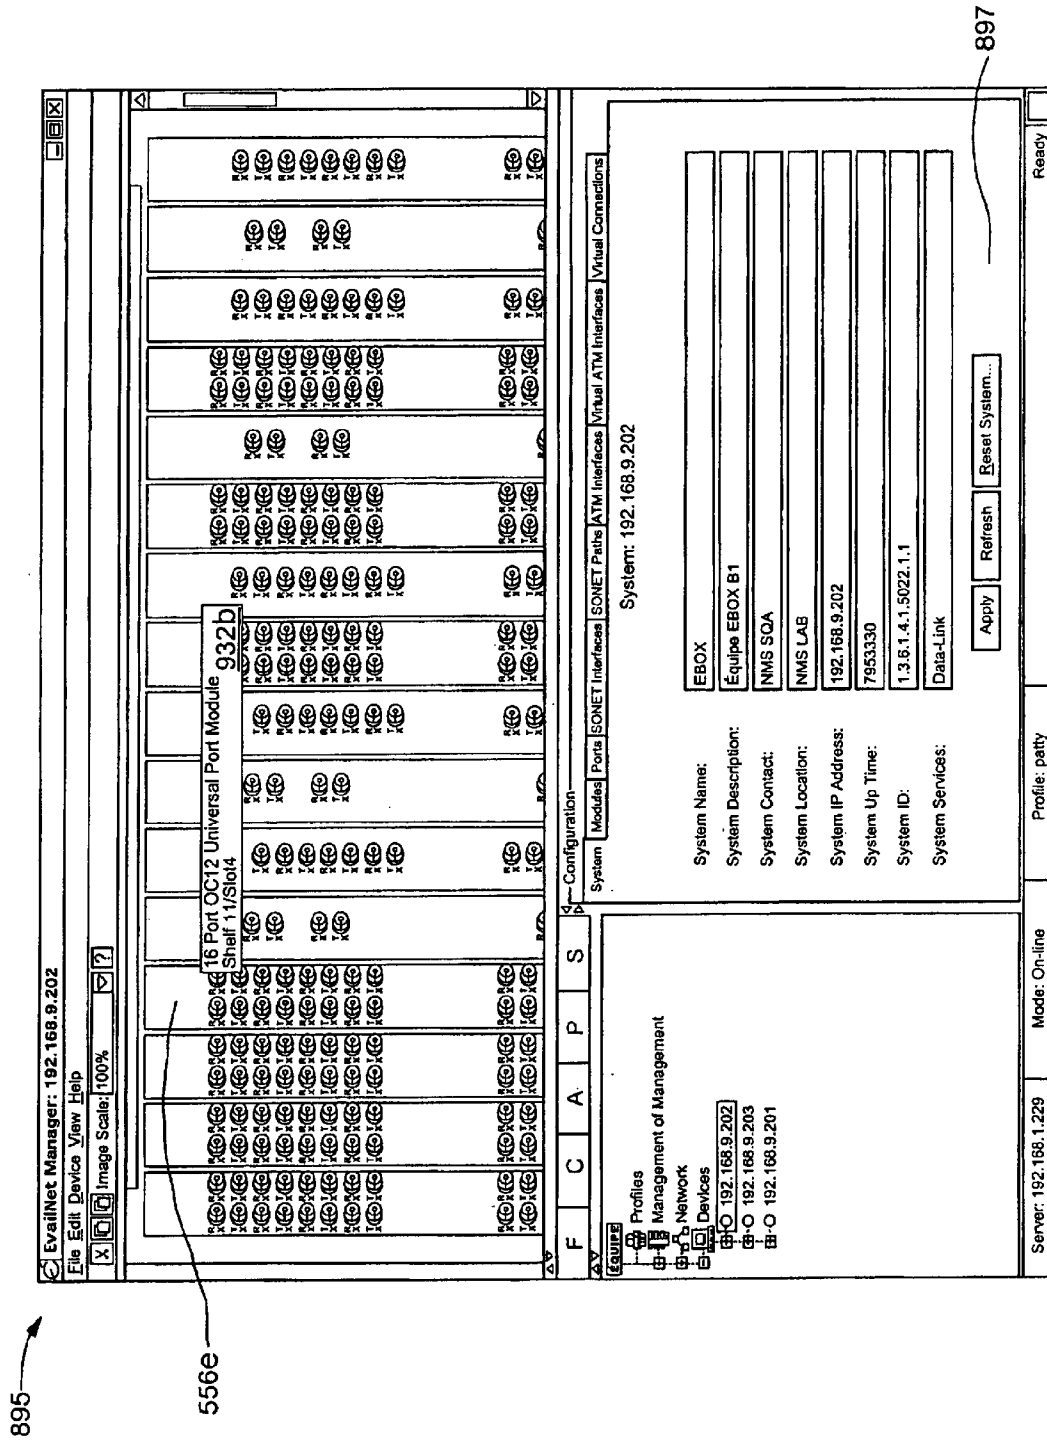 895
EvailNet Manager: 192.168.9.202
File Edit Device View Help
Image Scale: 100%
?
556e
16 Port OC12 Universal Port Module
Shelf 11/Slot4
932b
F C A P S
EQUIPE
Profiles
Management of Management
Network
Devices
192.168.9.202
192.168.9.203
192.168.9.201
Configuration
System Modules Ports SONET Interfaces SONET Paths ATM Interfaces Virtual ATM Interfaces Virtual Connections
System: 192.168.9.202
System Name: EBOX
System Description: Équipe EBOX B1
System Contact: NMS SQA
System Location: NMS LAB
System IP Address: 192.168.9.202
System Up Time: 7953330
System ID: 1.3.6.1.4.1.5022.1.1
System Services: Data-Link
Apply Refresh Reset System...
897
Server: 192.168.1.229 Mode: On-line Profile: patty Ready